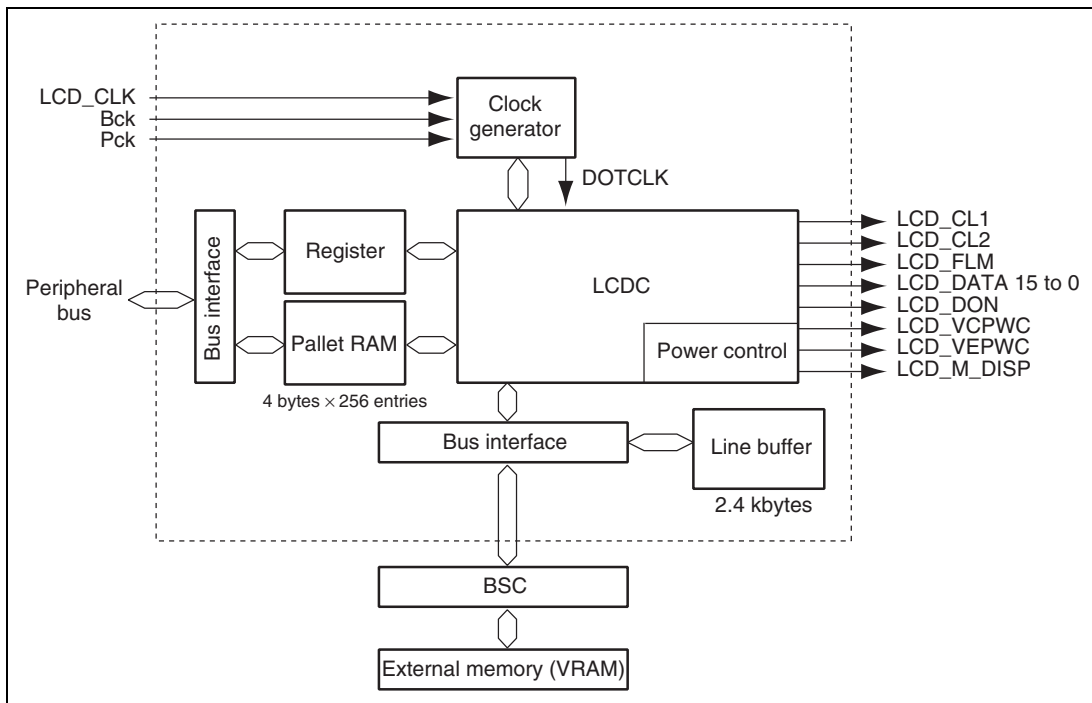 LCD_CLK
Bck
Pck
Clock
generator
DOTCLK
Peripheral
bus
Bus interface
Register
Pallet RAM
4 bytes × 256 entries
LCDC
Power control
LCD_CL1
LCD_CL2
LCD_FLM
LCD_DATA 15 to 0
LCD_DON
LCD_VCPWC
LCD_VEPWC
LCD_M_DISP
Bus interface
Line buffer
2.4 kbytes
BSC
External memory (VRAM)